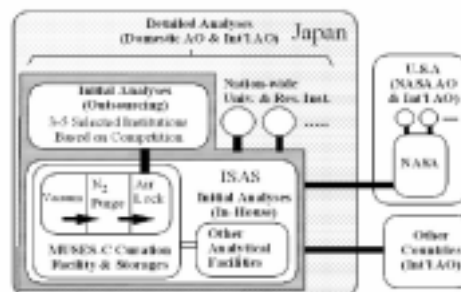 Detailed Analyses
(Domestic AO & Int'l AO)
Japan
Initial Analyses
(Outsourcing)
3-5 Selected Institutions
Based on Competition
Nation-wide
Univ. & Res. Inst.
.....
U.S.A
(NASA AO
& Int'l AO)
...
NASA
Vacuum
N2
Purge
Air
Lock
ISAS
Initial Analyses
(In-House)
Other
Analytical
Facilities
MUSES-C Curation
Facility & Storages
Other
Countries
(Int'l AO)